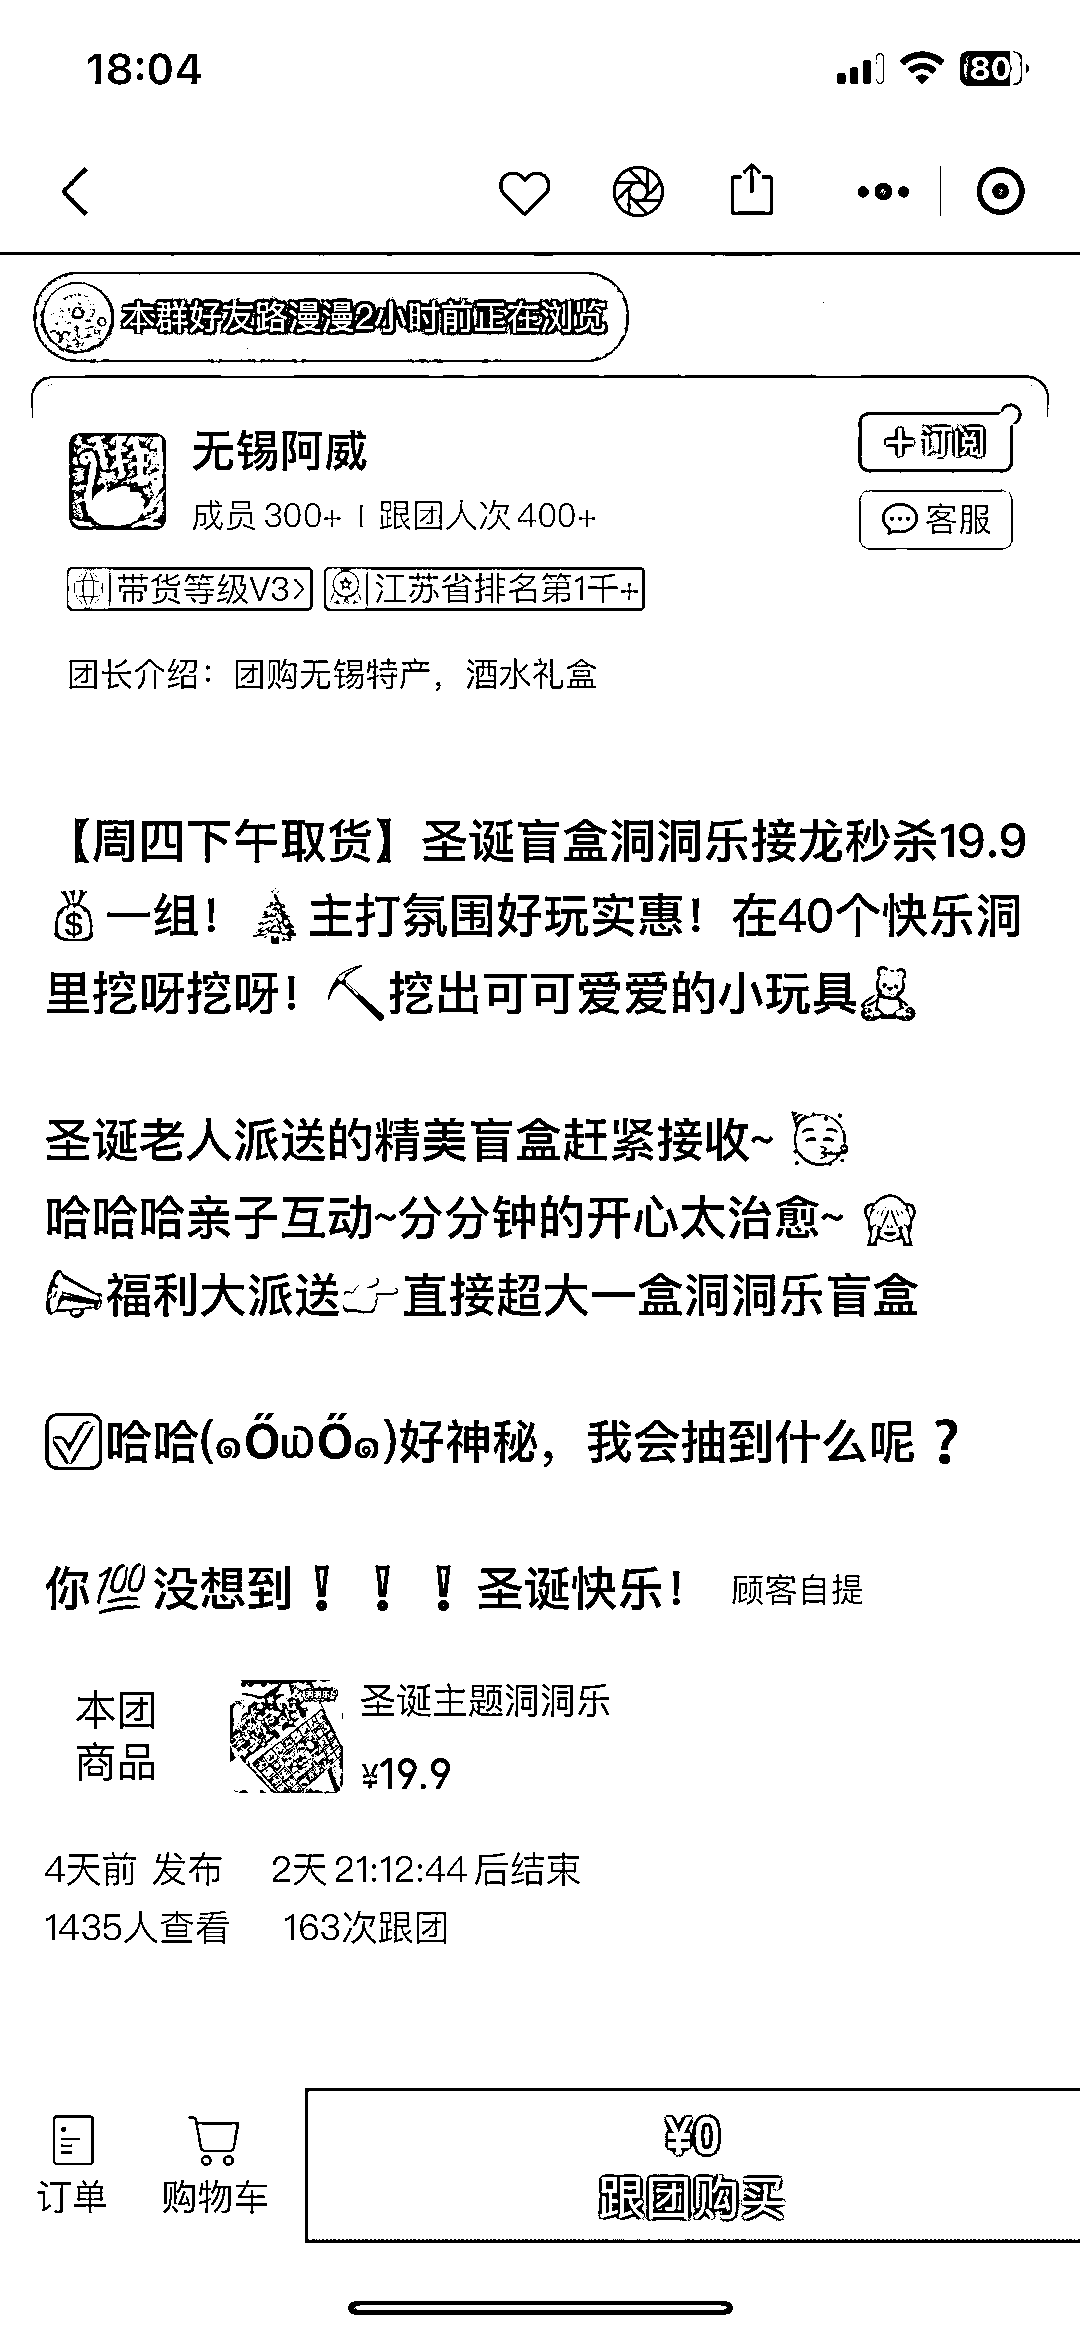 18:04
80
本群好友路漫漫2小时前正在浏览
无锡阿威
+订阅
成员 300+ | 跟团人次 400+
客服
带货等级V3> 江苏省排名第1千+
团长介绍：团购无锡特产，酒水礼盒
【周四下午取货】圣诞盲盒洞洞乐接龙秒杀19.9
💰一组！🎄主打氛围好玩实惠！在40个快乐洞
里挖呀挖呀！⛏挖出可可爱爱的小玩具🧸
圣诞老人派送的精美盲盒赶紧接收~🥳
哈哈哈亲子互动~分分钟的开心太治愈~🙈
📣福利大派送👉直接超大一盒洞洞乐盲盒
☑哈哈(๑Őώő๑)好神秘，我会抽到什么呢❓
你💯没想到❗❗❗圣诞快乐！ 顾客自提
本团
商品
圣诞主题洞洞乐
¥19.9
4天前 发布 2天 21:12:44 后结束
1435人查看 163次跟团
¥0
订单 购物车 跟团购买